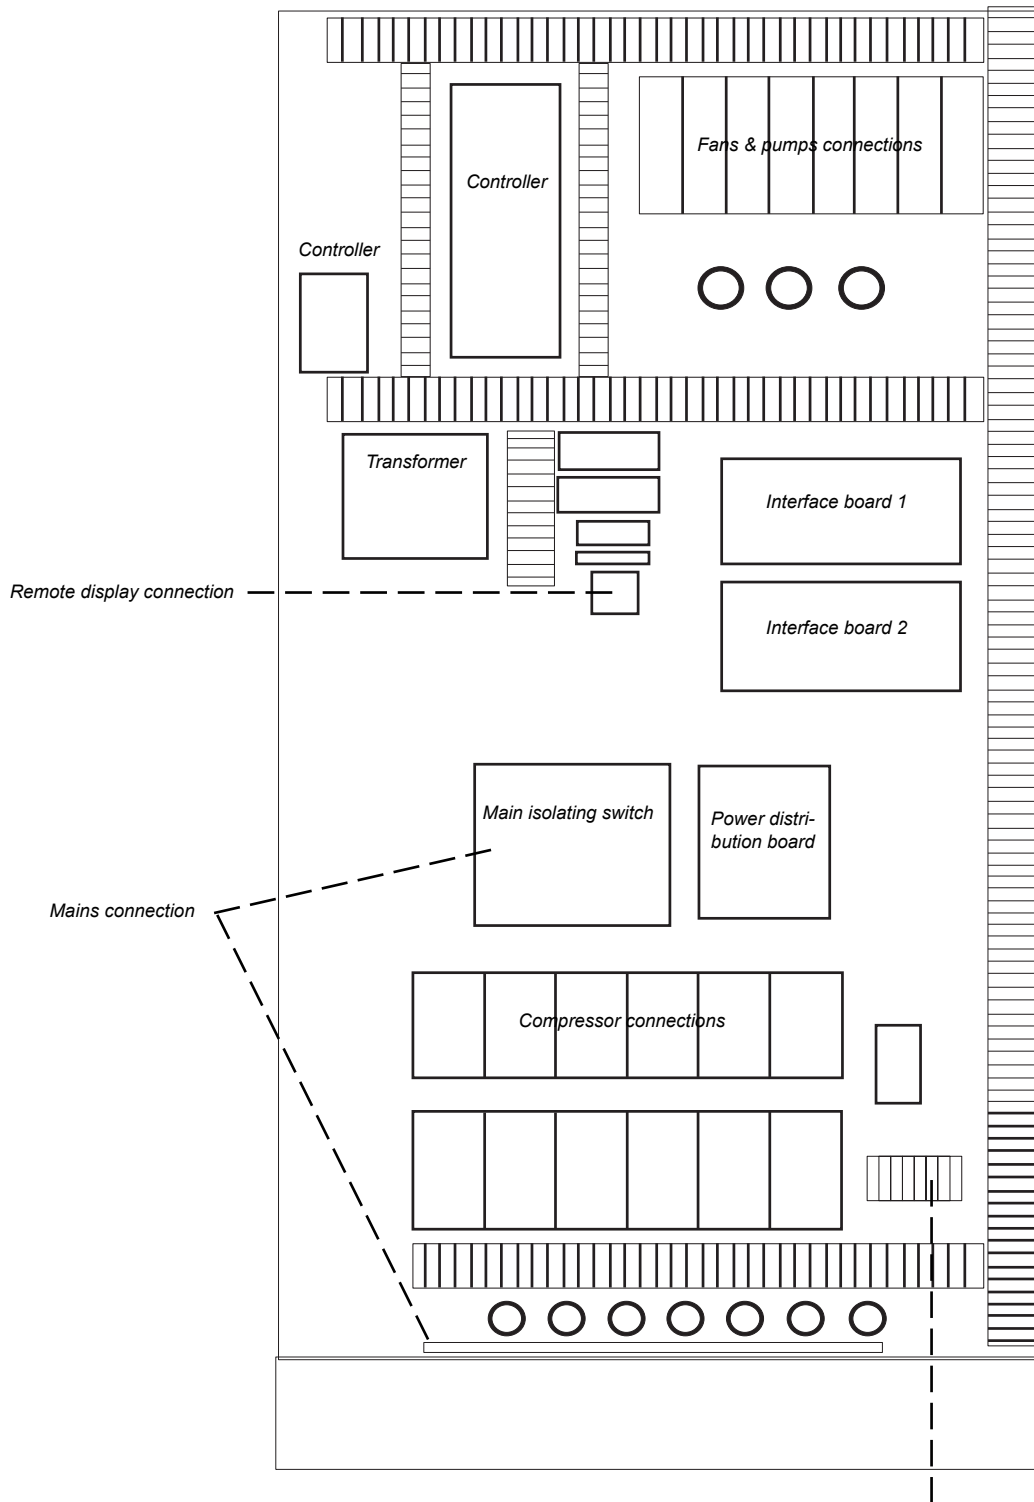 Fans & pumps connections
Controller
Controller
Transformer
Interface board 1
Remote display connection
Interface board 2
Main isolating switch
Power distri-
bution board
Mains connection
Compressor connections